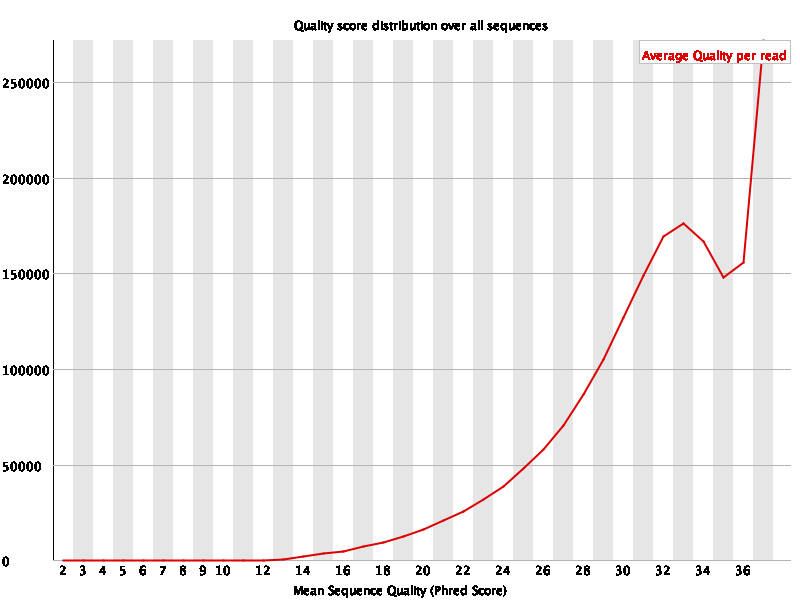 Quality score distribution over all sequences
Average Quality per read
250000
200000
150000
100000
50000
0
2 3 4 5 6 7 8 9 10 12 14 16 18 20 22 24 26 28 30 32 34 36
Mean Sequence Quality (Phred Score)